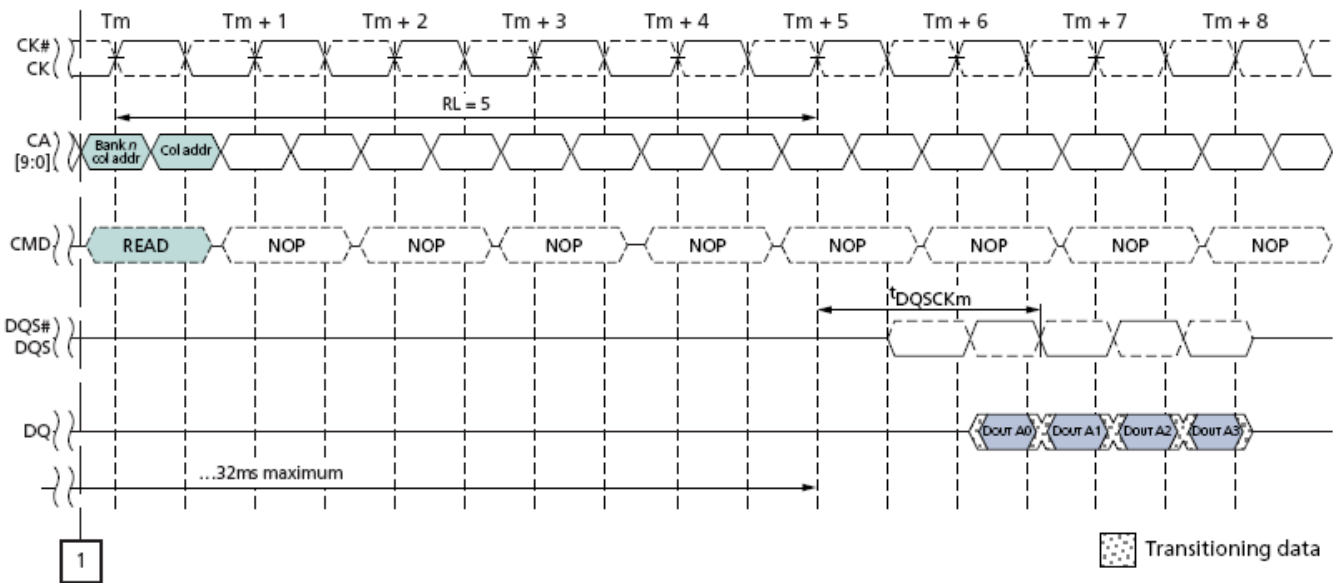 Tm Tm + 1 Tm + 2 Tm + 3 Tm + 4 Tm + 5 Tm + 6 Tm + 7 Tm + 8
CK#
CK
RL = 5
CA
[9:0]
Bank n
col addr
Col addr
CMD
READ NOP NOP NOP NOP NOP NOP NOP NOP
tDQSCKm
DQS#
DQS
DQ
DOUT A0 DOUT A1 DOUT A2 DOUT A3
...32ms maximum
1
Transitioning data